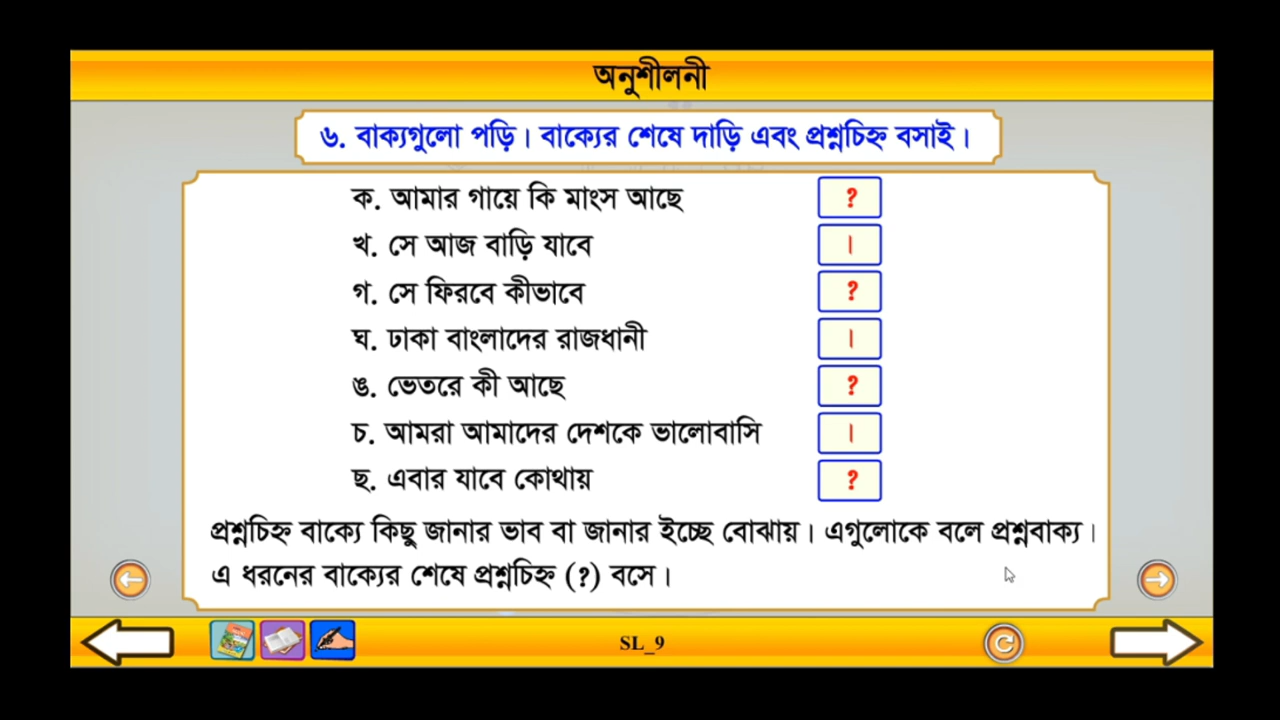 অনুশীলনী
৬. বাক্যগুলো পড়ি। বাক্যের শেষে দাড়ি এবং প্রশ্নচিহ্ন বসাই।
ক. আমার গায়ে কি মাংস আছে ?
খ. সে আজ বাড়ি যাবে ।
গ. সে ফিরবে কীভাবে ?
ঘ. ঢাকা বাংলাদের রাজধানী ।
ঙ. ভেতরে কী আছে ?
চ. আমরা আমাদের দেশকে ভালোবাসি ।
ছ. এবার যাবে কোথায় ?
প্রশ্নচিহ্ন বাক্যে কিছু জানার ভাব বা জানার ইচ্ছে বোঝায়। এগুলোকে বলে প্রশ্নবাক্য।
এ ধরনের বাক্যের শেষে প্রশ্নচিহ্ন (?) বসে।
SL_9